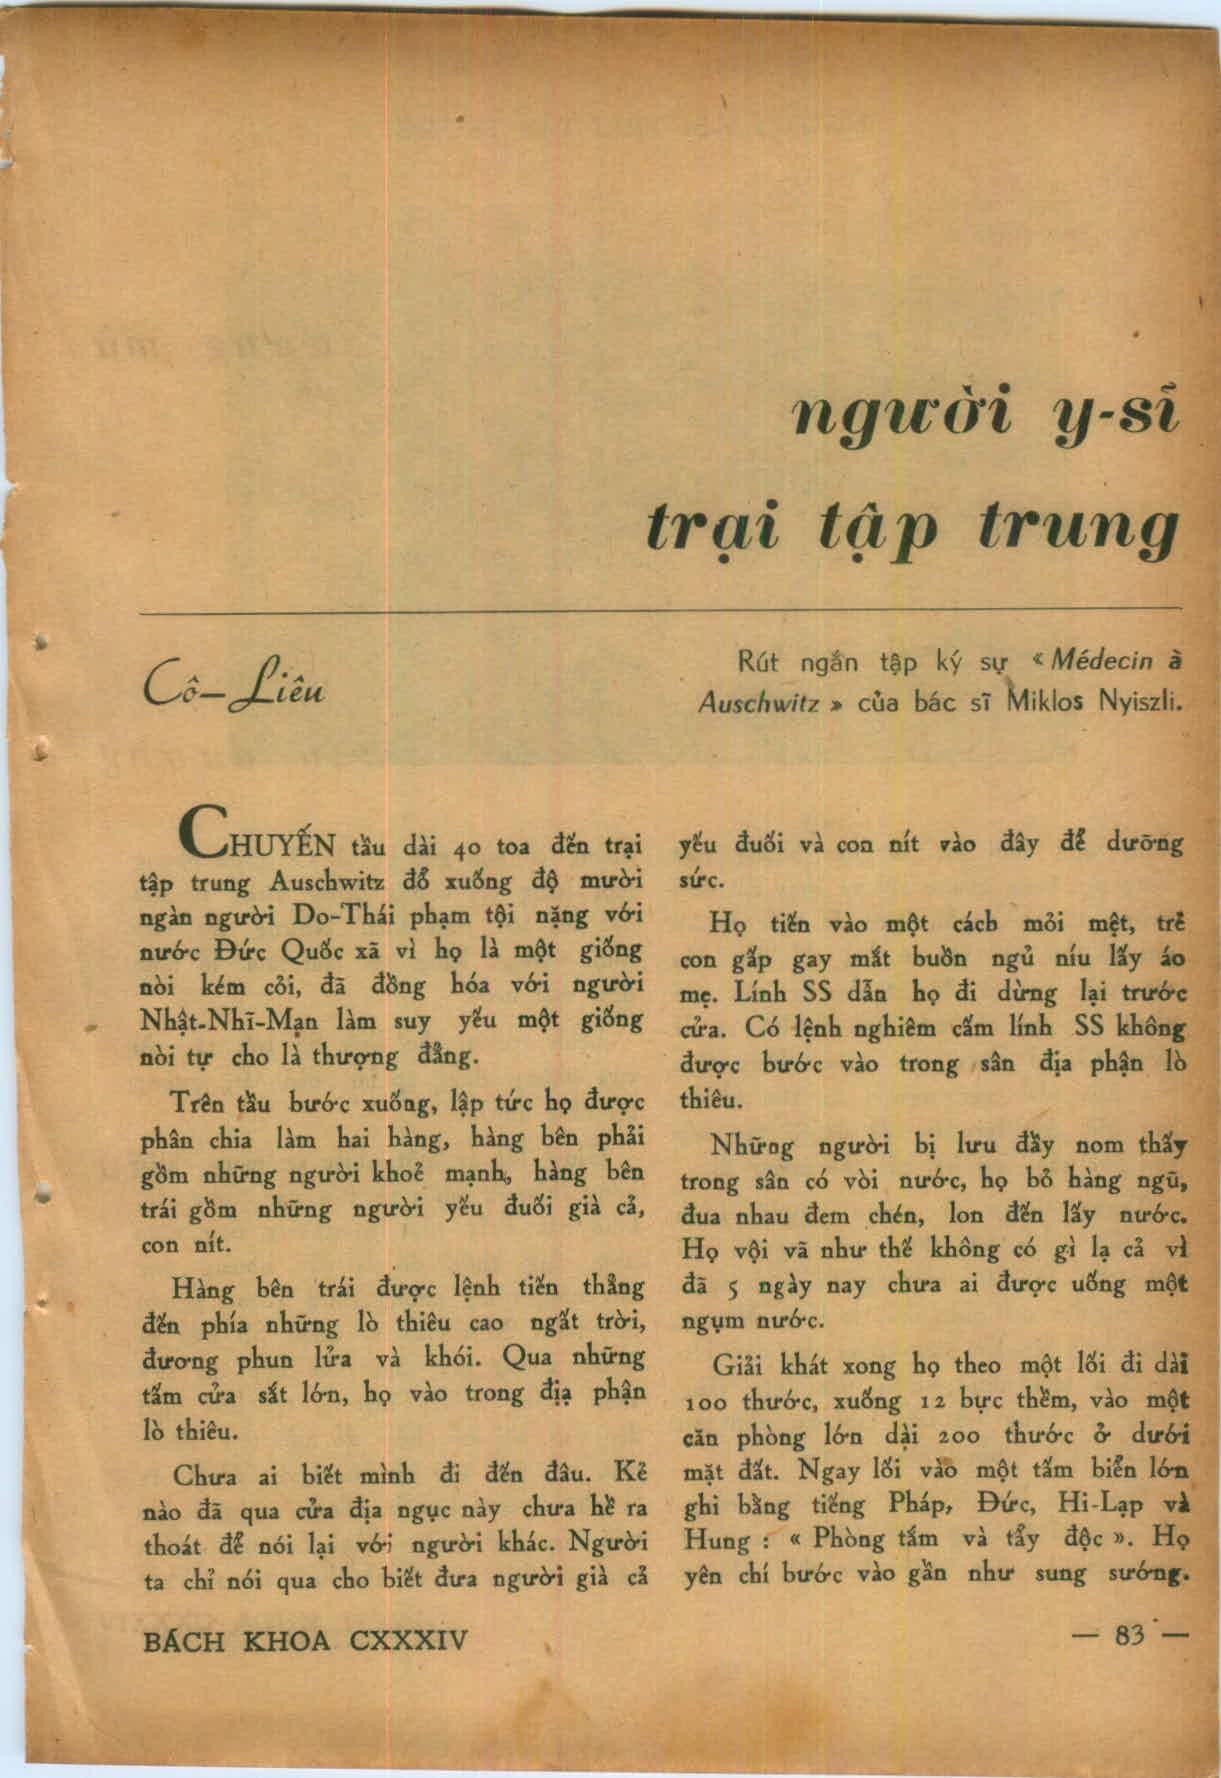 người y-sĩ
trại tập trung
Cô-Liêu
Rút ngắn tập ký sự « Médecin à
Auschwitz » của bác sĩ Miklos Nyiszli.
CHUYẾN tầu dài 40 toa đến trại
tập trung Auschwitz đổ xuống độ mười
ngàn người Do-Thái phạm tội nặng với
nước Đức Quốc xã vì họ là một giống
nòi kém cỏi, đã đồng hóa với người
Nhật-Nhĩ-Mạn làm suy yếu một giống
nòi tự cho là thượng đẳng.
Trên tầu bước xuống, lập tức họ được
phân chia làm hai hàng, hàng bên phải
gồm những người khoẻ mạnh, hàng bên
trái gồm những người yếu đuối già cả,
con nít.
Hàng bên trái được lệnh tiến thẳng
đến phía những lò thiêu cao ngất trời,
đương phun lửa và khói. Qua những
tấm cửa sắt lớn, họ vào trong địa phận
lò thiêu.
Chưa ai biết mình đi đến đâu. Kẻ
nào đã qua cửa địa ngục này chưa hề ra
thoát để nói lại với người khác. Người
ta chỉ nói qua cho biết đưa người già cả
yếu đuối và con nít vào đây để dưỡng
sức.
Họ tiến vào một cách mỏi mệt, trẻ
con gắp gay mắt buồn ngủ níu lấy áo
mẹ. Lính SS dẫn họ đi dừng lại trước
cửa. Có lệnh nghiêm cấm lính SS không
được bước vào trong sân địa phận lò
thiêu.
Những người bị lưu đầy nom thấy
trong sân có vòi nước, họ bỏ hàng ngũ,
đua nhau đem chén, lon đến lấy nước.
Họ vội vã như thế không có gì lạ cả vì
đã 5 ngày nay chưa ai được uống một
ngụm nước.
Giải khát xong họ theo một lối đi dài
100 thước, xuống 12 bực thềm, vào một
căn phòng lớn dài 200 thước ở dưới
mặt đất. Ngay lối vào một tấm biển lớn
ghi bằng tiếng Pháp, Đức, Hi-Lạp và
Hung : « Phòng tắm và tẩy độc ». Họ
yên chí bước vào gần như sung sướng.
BÁCH KHOA CXXXIV
— 83 —